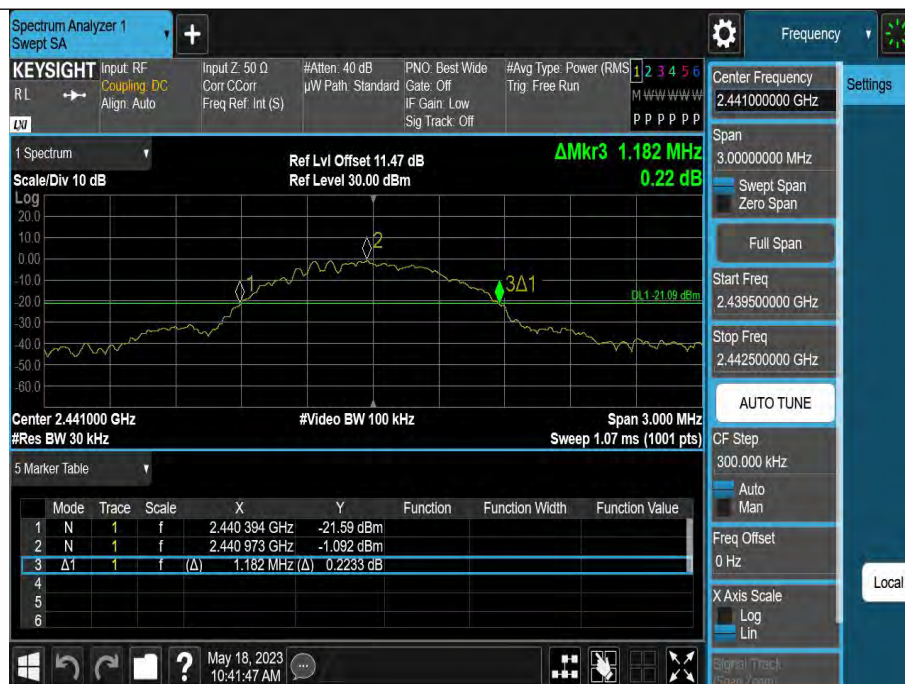 Spectrum Analyzer 1
Swept SA
+
Frequency
KEYSIGHT
RL
LXI
Input: RF
Coupling: DC
Align: Auto
Input Z: 50 Ω
Corr CCorr
Freq Ref: Int (S)
#Atten: 40 dB
µW Path: Standard
PNO: Best Wide
Gate: Off
IF Gain: Low
Sig Track: Off
#Avg Type: Power (RMS
Trig: Free Run
1 2 3 4 5 6
M W W W W W
P P P P P P
1 Spectrum
Scale/Div 10 dB
Ref Lvl Offset 11.47 dB
Ref Level 30.00 dBm
ΔMkr3 1.182 MHz
0.22 dB
Log
20.0
10.0
0.00
-10.0
-20.0
-30.0
-40.0
-50.0
-60.0
1
2
3Δ1
DL1 -21.09 dBm
Center 2.441000 GHz
#Res BW 30 kHz
#Video BW 100 kHz
Span 3.000 MHz
Sweep 1.07 ms (1001 pts)
5 Marker Table
Mode Trace Scale X Y Function Function Width Function Value
1 N 1 f 2.440 394 GHz -21.59 dBm
2 N 1 f 2.440 973 GHz -1.092 dBm
3 Δ1 1 f (Δ) 1.182 MHz (Δ) 0.2233 dB
4
5
6
?
May 18, 2023
10:41:47 AM
Center Frequency
2.441000000 GHz
Settings
Span
3.00000000 MHz
Swept Span
Zero Span
Full Span
Start Freq
2.439500000 GHz
Stop Freq
2.442500000 GHz
AUTO TUNE
CF Step
300.000 kHz
Auto
Man
Freq Offset
0 Hz
Local
X Axis Scale
Log
Lin
Signal Track
(Span Zoom)